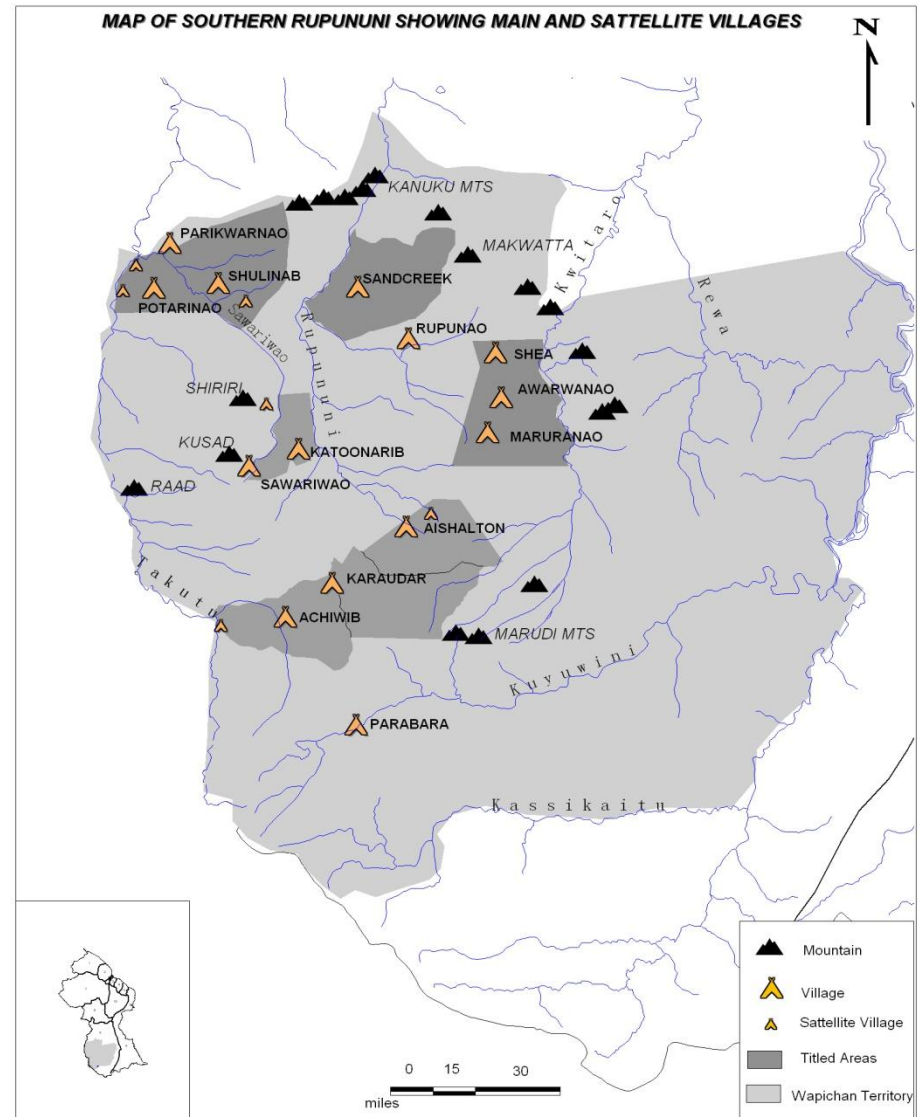 MAP OF SOUTHERN RUPUNUNI SHOWING MAIN AND SATTELLITE VILLAGES
N
KANUKU MTS
MAKWATTA
Kwitaro
Rewa
PARIKWARNAO
SHULINAB
POTARINAO
Sawariwao
SANDCREEK
Rupununi
RUPUNAO
SHEA
AWARWANAO
MARURANAO
SHIRIRI
KUSAD
KATOONARIB
SAWARIWAO
RAAD
AISHALTON
Takutu
KARAUDAR
ACHIWIB
MARUDI MTS
Kuyuwini
PARABARA
Kassikaitu
Mountain
Village
Sattellite Village
Titled Areas
Wapichan Territory
0 15 30
miles